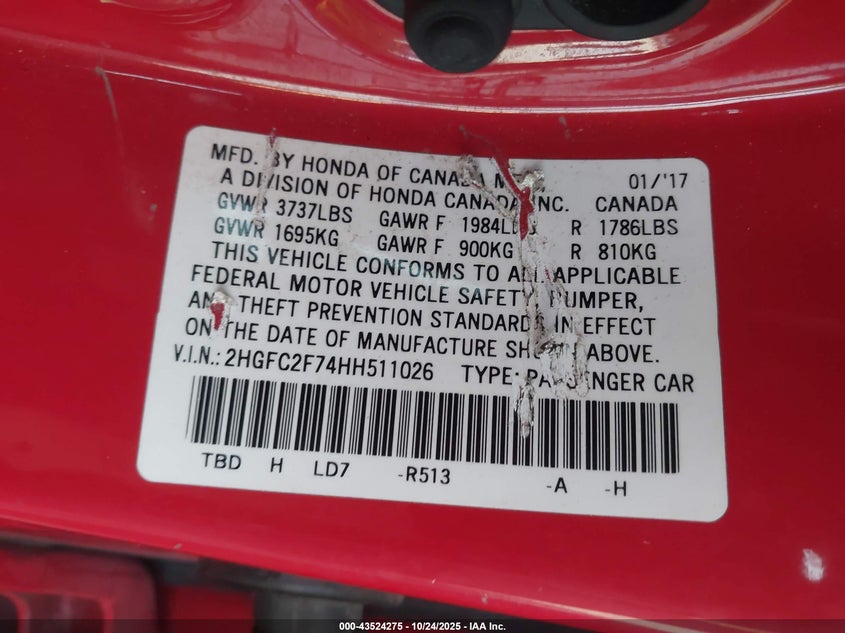 MFD. BY HONDA OF CANADA 01/'17
A DIVISION OF HONDA CANADA INC. CANADA
GVWR 3737LBS GAWR F 1984LBS R 1786LBS
GVWR 1695KG GAWR F 900KG R 810KG
THIS VEHICLE CONFORMS TO ALL APPLICABLE
FEDERAL MOTOR VEHICLE SAFETY, BUMPER,
AND THEFT PREVENTION STANDARDS IN EFFECT
ON THE DATE OF MANUFACTURE SHOWN ABOVE.
V.I.N.: 2HGFC2F74HH511026 TYPE: PASSENGER CAR
TBD H LD7 -R513 -A -H
000-43524275 - 10/24/2025 - IAA Inc.